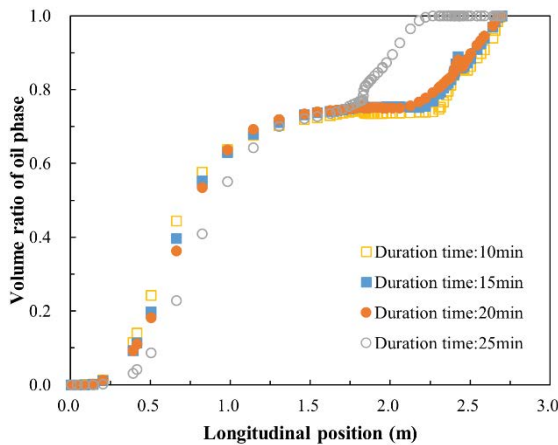 1.0
0.8
0.6
0.4
0.2
0.0
Volume ratio of oil phase
Duration time:10min
Duration time:15min
Duration time:20min
Duration time:25min
0.0 0.5 1.0 1.5 2.0 2.5 3.0
Longitudinal position (m)